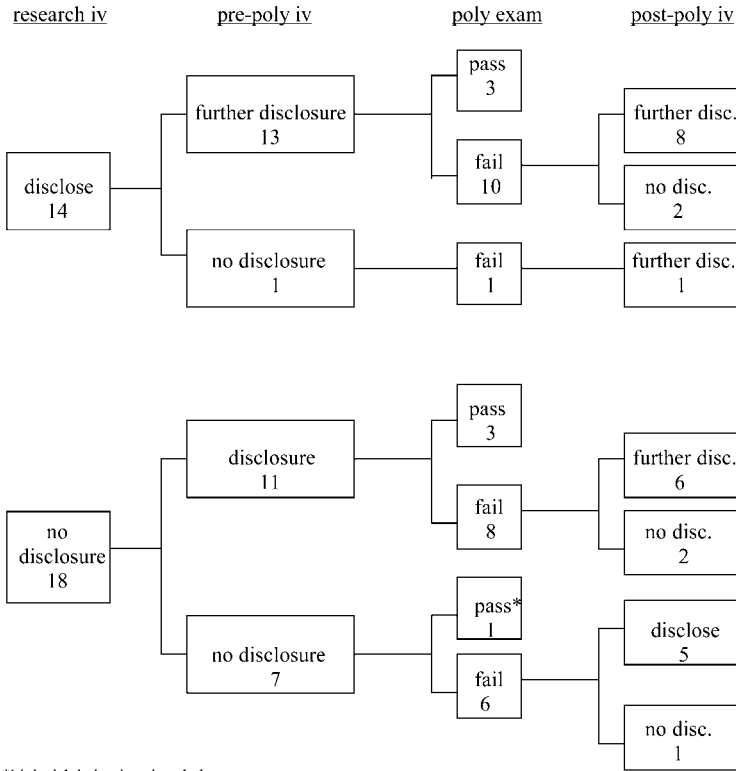 research iv pre-poly iv poly exam post-poly iv
pass
3
further disclosure
13
further disc.
8
fail
10
disclose
14
no disc.
2
no disclosure
1
fail
1
further disc.
1
pass
3
disclosure
11
further disc.
6
fail
8
no
disclosure
18
no disc.
2
pass*
1
disclose
5
no disclosure
7
fail
6
no disc.
1